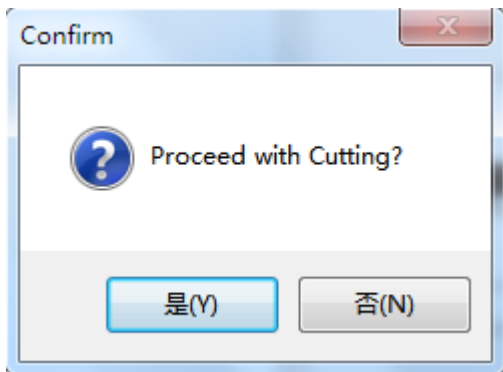 Confirm
Proceed with Cutting?
是(Y)
否(N)